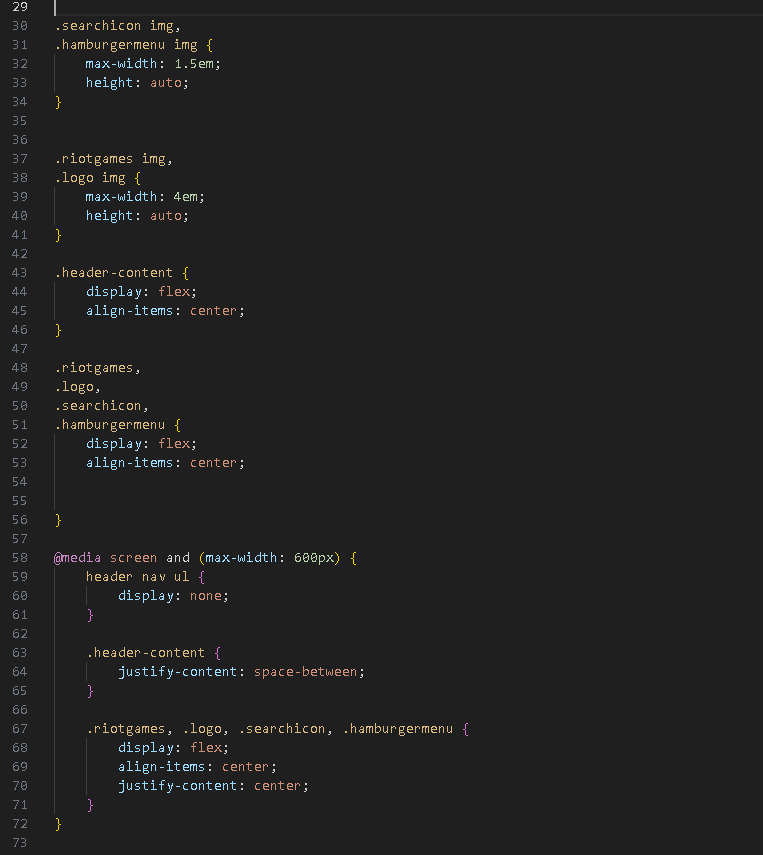 29
30 .searchicon img,
31 .hamburgermenu img {
32     max-width: 1.5em;
33     height: auto;
34 }
35
36
37 .riotgames img,
38 .logo img {
39     max-width: 4em;
40     height: auto;
41 }
42
43 .header-content {
44     display: flex;
45     align-items: center;
46 }
47
48 .riotgames,
49 .logo,
50 .searchicon,
51 .hamburgermenu {
52     display: flex;
53     align-items: center;
54
55
56 }
57
58 @media screen and (max-width: 600px) {
59     header nav ul {
60         display: none;
61     }
62
63     .header-content {
64         justify-content: space-between;
65     }
66
67     .riotgames, .logo, .searchicon, .hamburgermenu {
68         display: flex;
69         align-items: center;
70         justify-content: center;
71     }
72 }
73